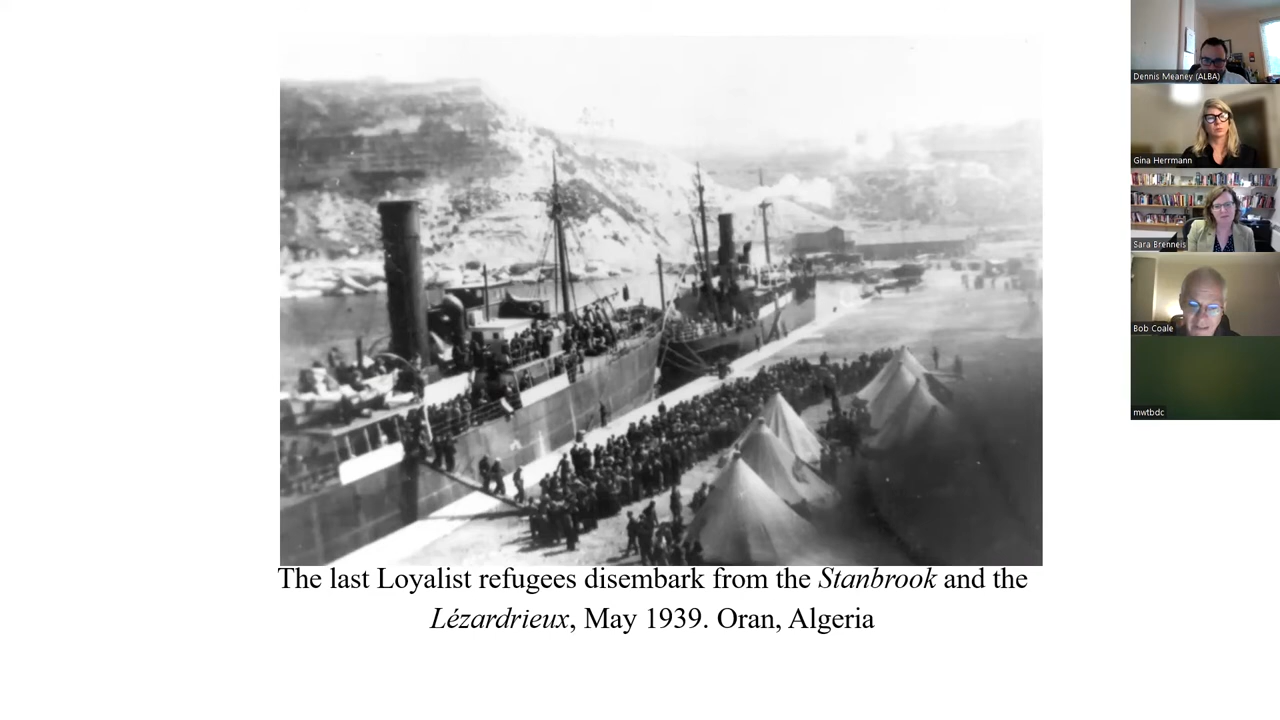 The last Loyalist refugees disembark from the Stanbrook and the
Lézardrieux, May 1939. Oran, Algeria
Dennis Meaney (ALBA)
Gina Herrmann
Sara Brenneis
Bob Coale
mwtbdc